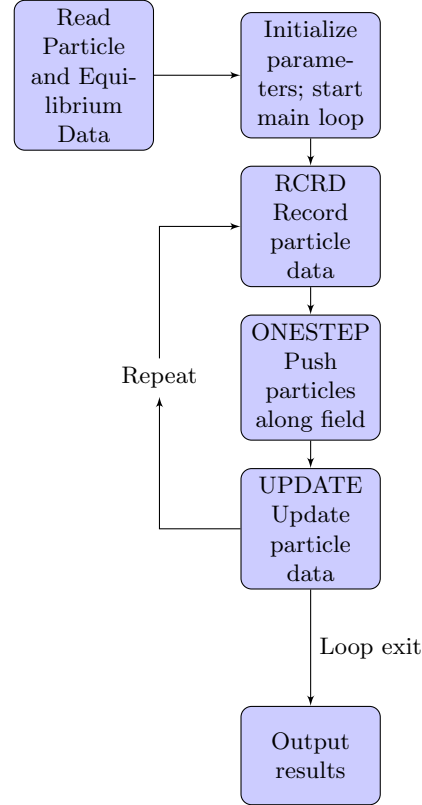 Read
Particle
and Equi-
librium
Data
Initialize
parame-
ters; start
main loop
RCRD
Record
particle
data
ONESTEP
Push
particles
along field
Repeat
UPDATE
Update
particle
data
Loop exit
Output
results